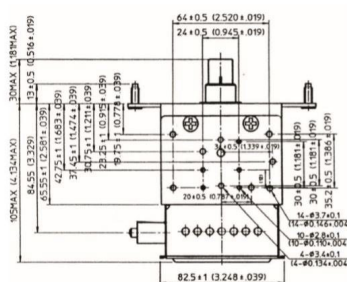 64±0.5 (2.520±.019)
24±0.5 (0.945±.019)
30MAX (1.181MAX)
13±0.5 (0.516±.019)
105MAX (4.134MAX)
84.55 (3.329)
65.55±1 (2.581±.039)
42.75±1 (1.683±.039)
37.45±1 (1.474±.039)
30.75±1 (1.211±.039)
23.25±1 (0.915±.039)
19.75±1 (0.778±.039)
34±0.5 (1.339±.019)
20±0.5 (0.787±.019)
30±0.5 (1.181±.019)
30±0.5 (1.181±.019)
35.2±0.5 (1.386±.019)
14-Ø3.7±0.1
(14-Ø0.146±.004
10-Ø2.8±0.1
(10-Ø0.110±.004
4-Ø3.4±0.1
(4-Ø0.134±.004
82.5±1 (3.248±.039)